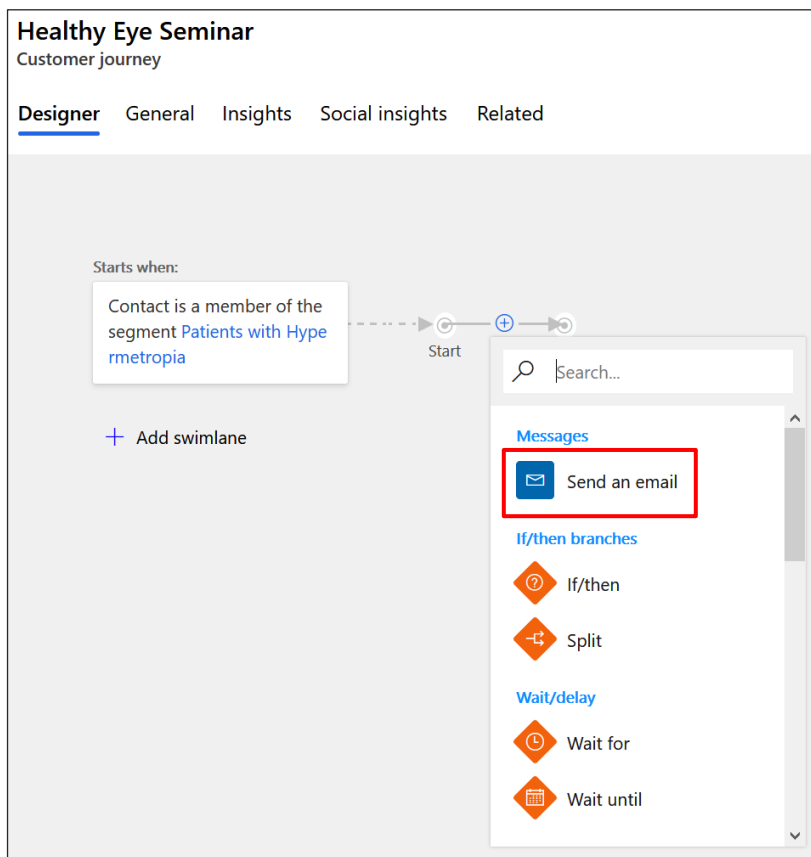 Healthy Eye Seminar
Customer journey
Designer General Insights Social insights Related
Starts when:
Contact is a member of the
segment Patients with Hype
rmetropia
Start
Add swimlane
Search...
Messages
Send an email
If/then branches
If/then
Split
Wait/delay
Wait for
Wait until